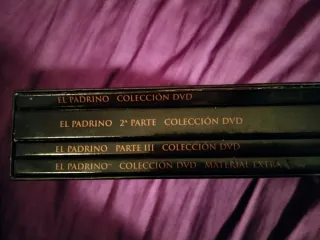 EL PADRINO COLECCIÓN DVD
EL PADRINO 2ª PARTE COLECCIÓN DVD
EL PADRINO PARTE III COLECCIÓN DVD
EL PADRINO™ COLECCIÓN DVD MATERIAL EXTRA